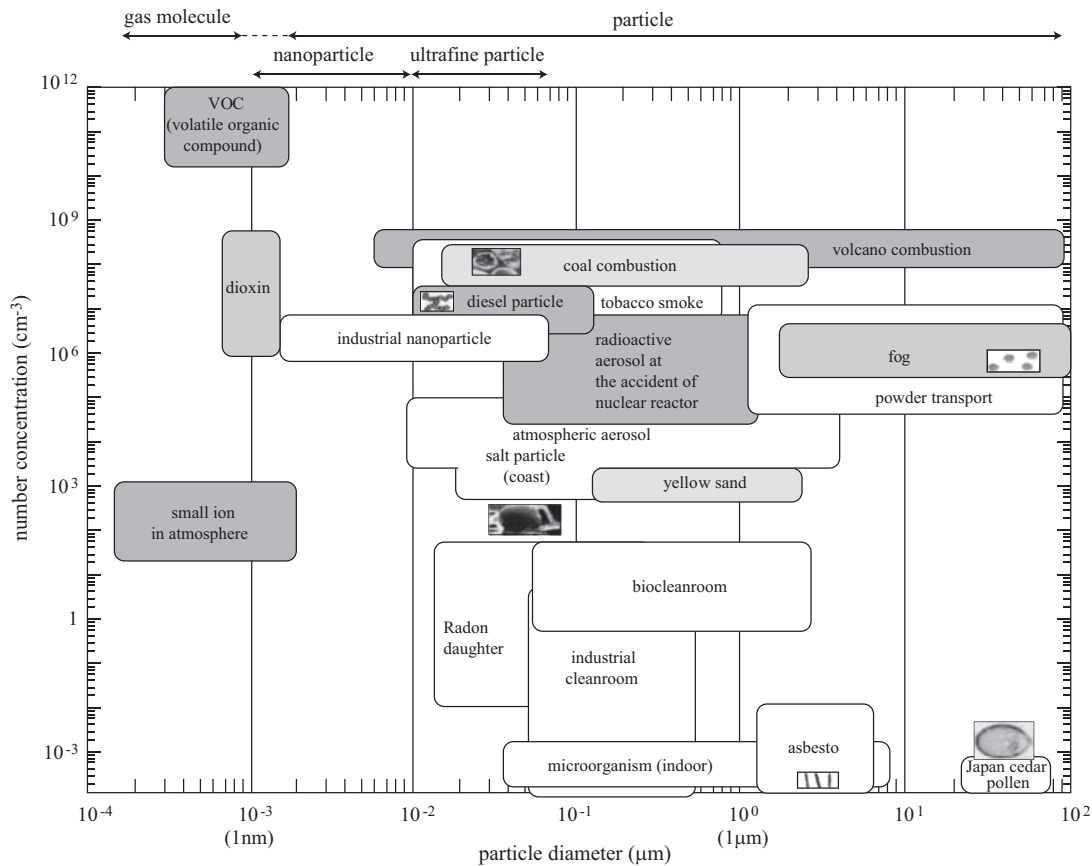 gas molecule
particle
nanoparticle
ultrafine particle
10^12
VOC
(volatile organic
compound)
10^9
volcano combustion
coal combustion
dioxin
diesel particle
tobacco smoke
industrial nanoparticle
radioactive
aerosol at
the accident of
nuclear reactor
fog
10^6
powder transport
atmospheric aerosol
salt particle
(coast)
yellow sand
10^3
small ion
in atmosphere
number concentration (cm^-3)
biocleanroom
1
Radon
daughter
industrial
cleanroom
10^-3
asbesto
microorganism (indoor)
Japan cedar
pollen
10^-4
10^-3
10^-2
10^-1
10^0
10^1
10^2
(1nm)
(1μm)
particle diameter (μm)